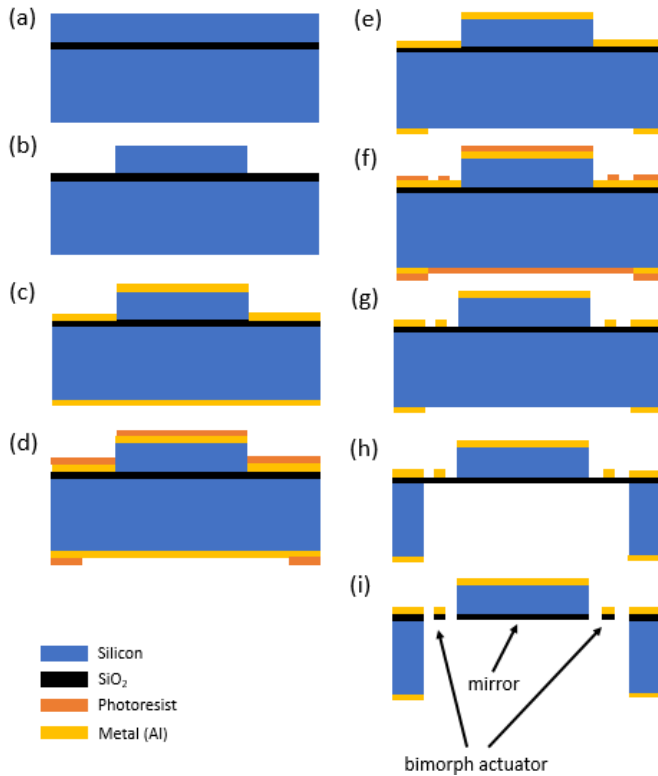 (a)
(b)
(c)
(d)
Silicon
SiO₂
Photoresist
Metal (Al)
(e)
(f)
(g)
(h)
(i)
mirror
bimorph actuator